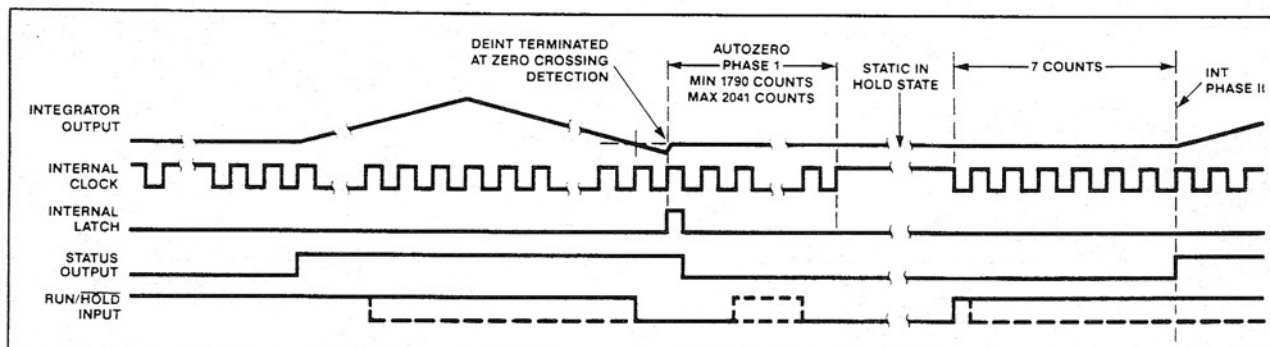 DEINT TERMINATED
AT ZERO CROSSING
DETECTION
AUTOZERO
PHASE 1
MIN 1790 COUNTS
MAX 2041 COUNTS
STATIC IN
HOLD STATE
7 COUNTS
INT
PHASE II
INTEGRATOR
OUTPUT
INTERNAL
CLOCK
INTERNAL
LATCH
STATUS
OUTPUT
RUN/HOLD
INPUT